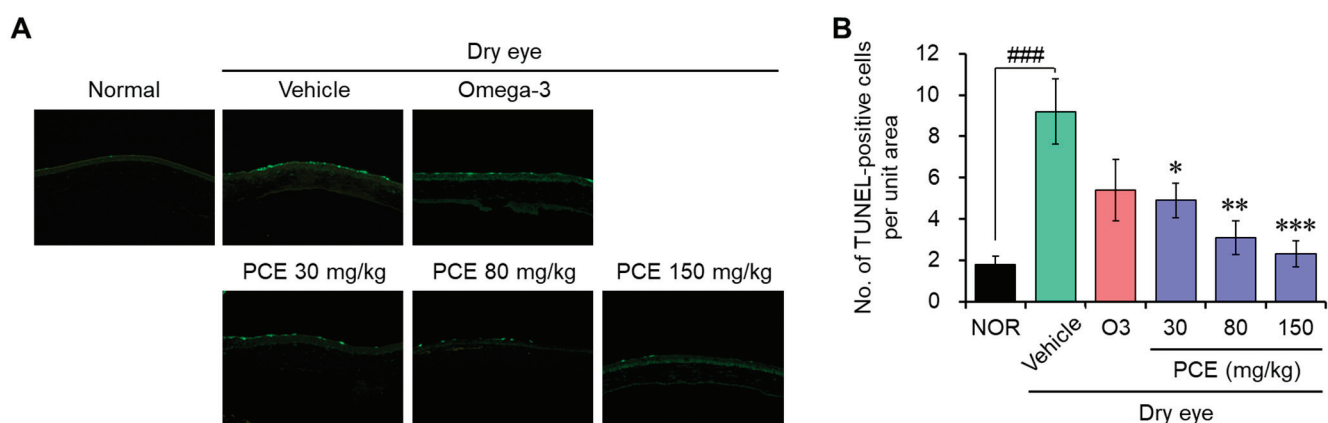 A
Dry eye
Normal
Vehicle
Omega-3
PCE 30 mg/kg
PCE 80 mg/kg
PCE 150 mg/kg
B
No. of TUNEL-positive cells
per unit area
12
10
8
6
4
2
0
###
*
**
***
NOR
Vehicle
O3
30
80
150
PCE (mg/kg)
Dry eye